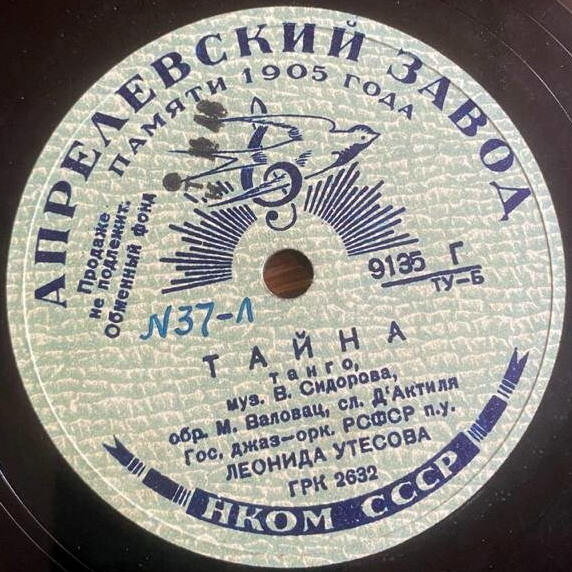 АПРЕЛЕВСКИЙ ЗАВОД
ПАМЯТИ 1905 ГОДА
Продаже
не подлежит.
Обменный фонд
9135 Г
ТУ-Б
N37-Л
ТАЙНА
танго,
муз. В. Сидорова,
обр. М. Валовац, сл. Д'Актиля
Гос, джаз-орк. РСФСР п.у.
ЛЕОНИДА УТЕСОВА
ГРК 2632
НКОМ СССР